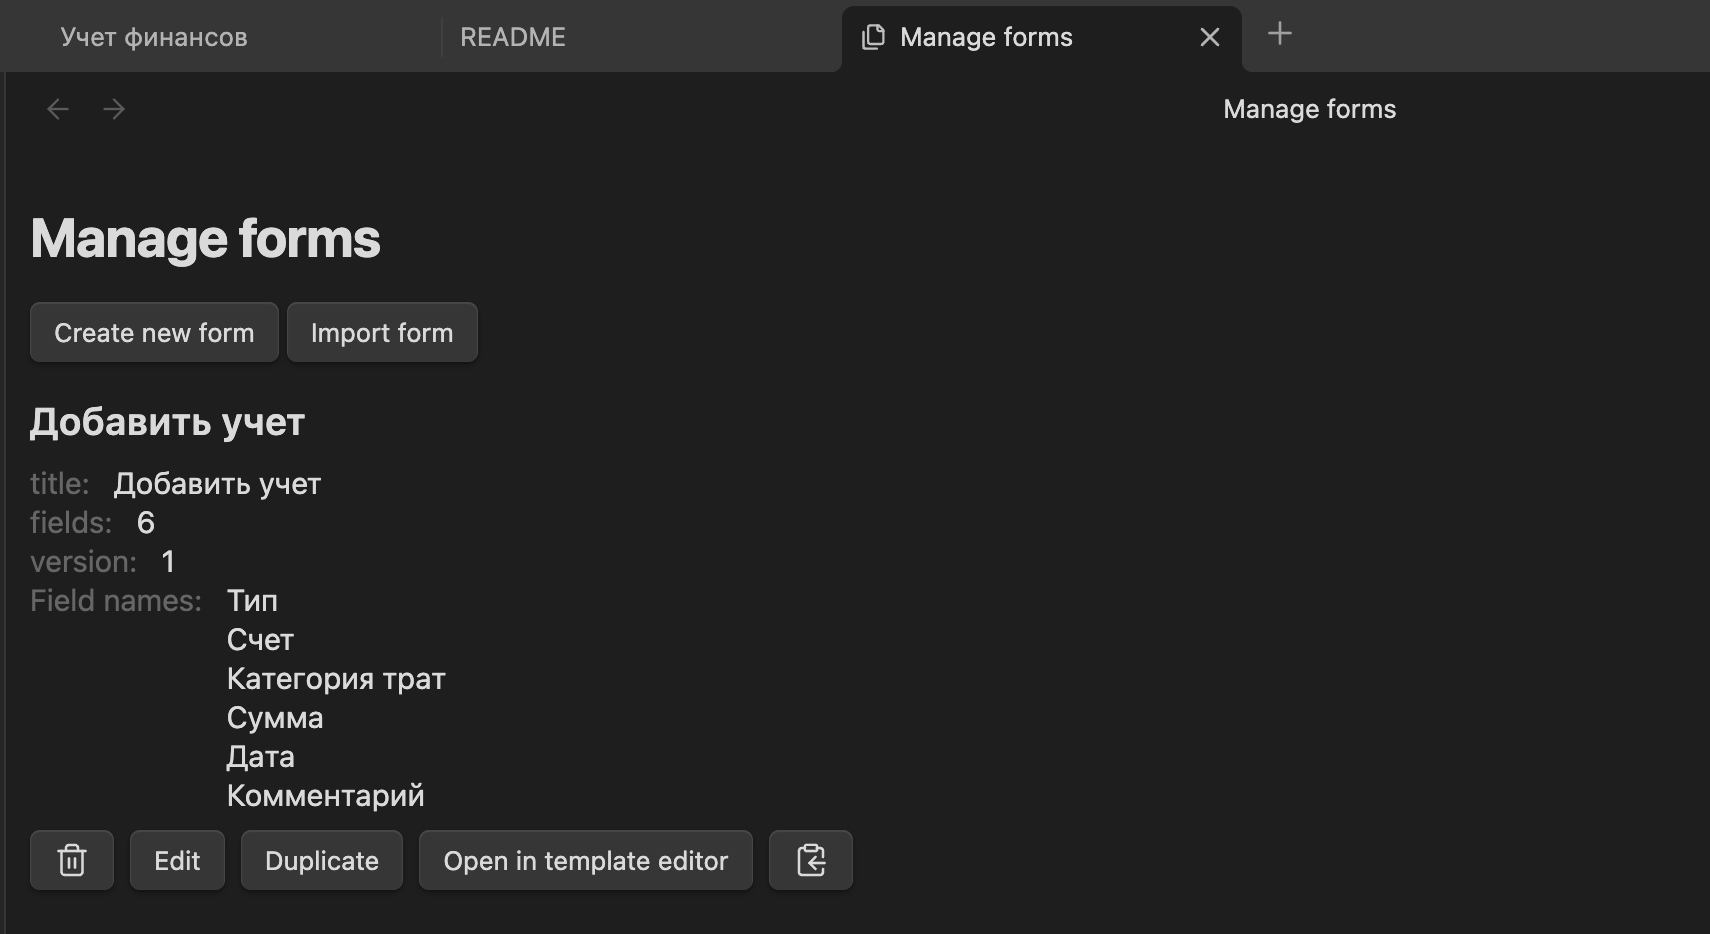 Учет финансов
README
Manage forms
Manage forms
Manage forms
Create new form
Import form
Добавить учет
title: Добавить учет
fields: 6
version: 1
Field names: Тип
Счет
Категория трат
Сумма
Дата
Комментарий
Edit
Duplicate
Open in template editor